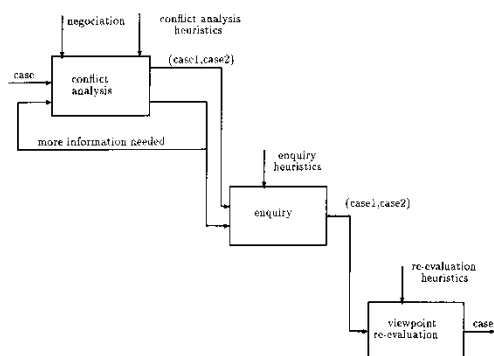 negociation
conflict analysis
heuristics
(case1,case2}
case
conflict
analysis
more information needed
enquiry
heuristics
enquiry
{case1,case2}
re-evaluation
heuristics
viewpoint
re-evaluation
case